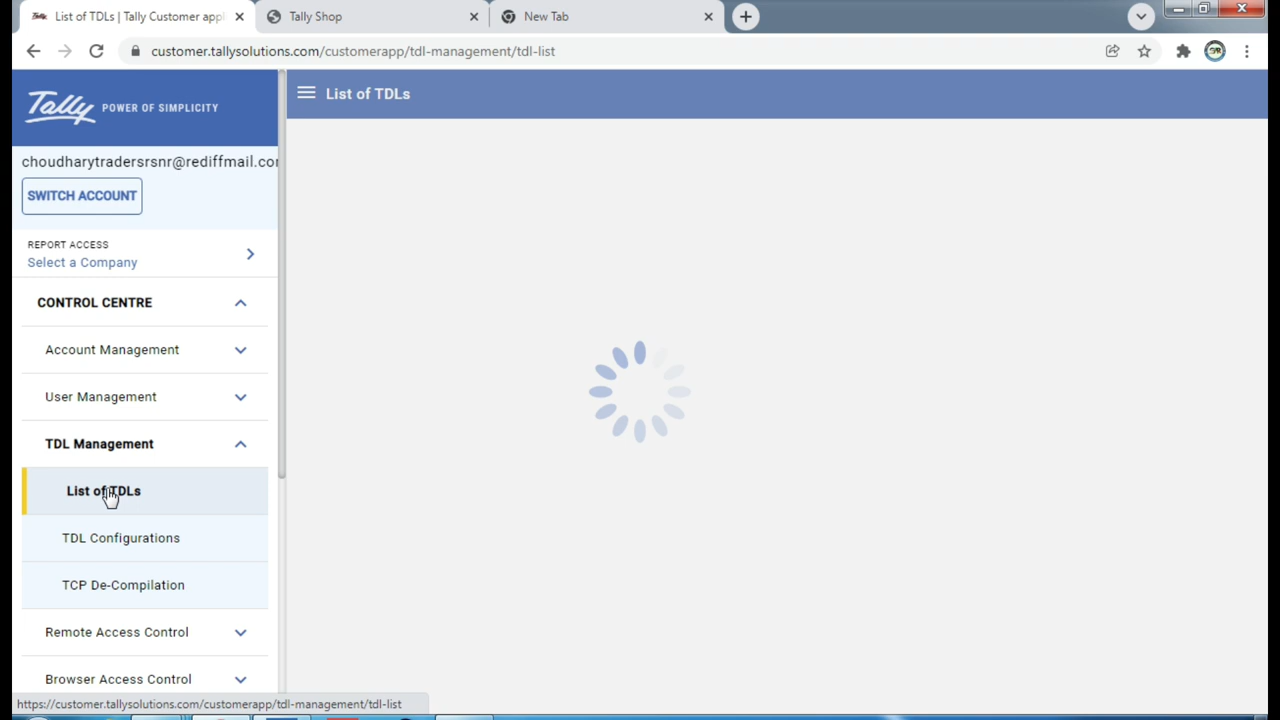 List of TDLs | Tally Customer appl
Tally Shop
New Tab
customer.tallysolutions.com/customerapp/tdl-management/tdl-list
Tally POWER OF SIMPLICITY
List of TDLs
choudharytradersrsnr@rediffmail.co
SWITCH ACCOUNT
REPORT ACCESS
Select a Company
CONTROL CENTRE
Account Management
User Management
TDL Management
List of TDLs
TDL Configurations
TCP De-Compilation
Remote Access Control
Browser Access Control
https://customer.tallysolutions.com/customerapp/tdl-management/tdl-list